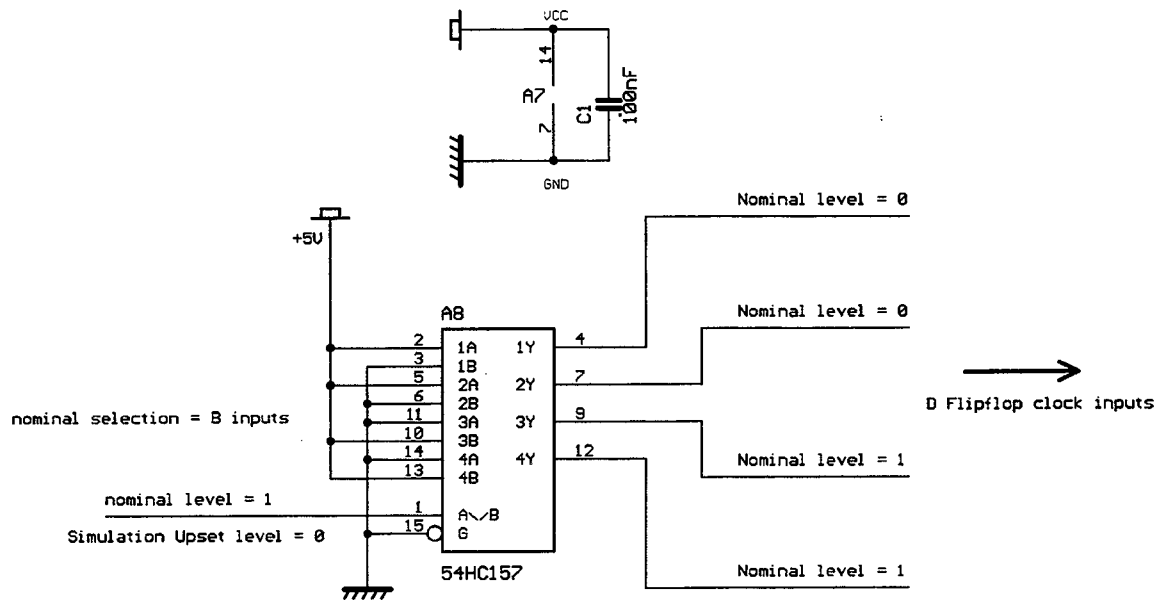 VCC
14
A7
7
C1
100nF
GND
Nominal level = 0
+5V
Nominal level = 0
A8
2 1A 1Y 4
3 1B
5 2A 2Y 7
6 2B
11 3A 3Y 9
10 3B
14 4A 4Y 12
13 4B
1 A\/B
15 G
54HC157
nominal selection = B inputs
nominal level = 1
Simulation Upset level = 0
D Flipflop clock inputs
Nominal level = 1
Nominal level = 1